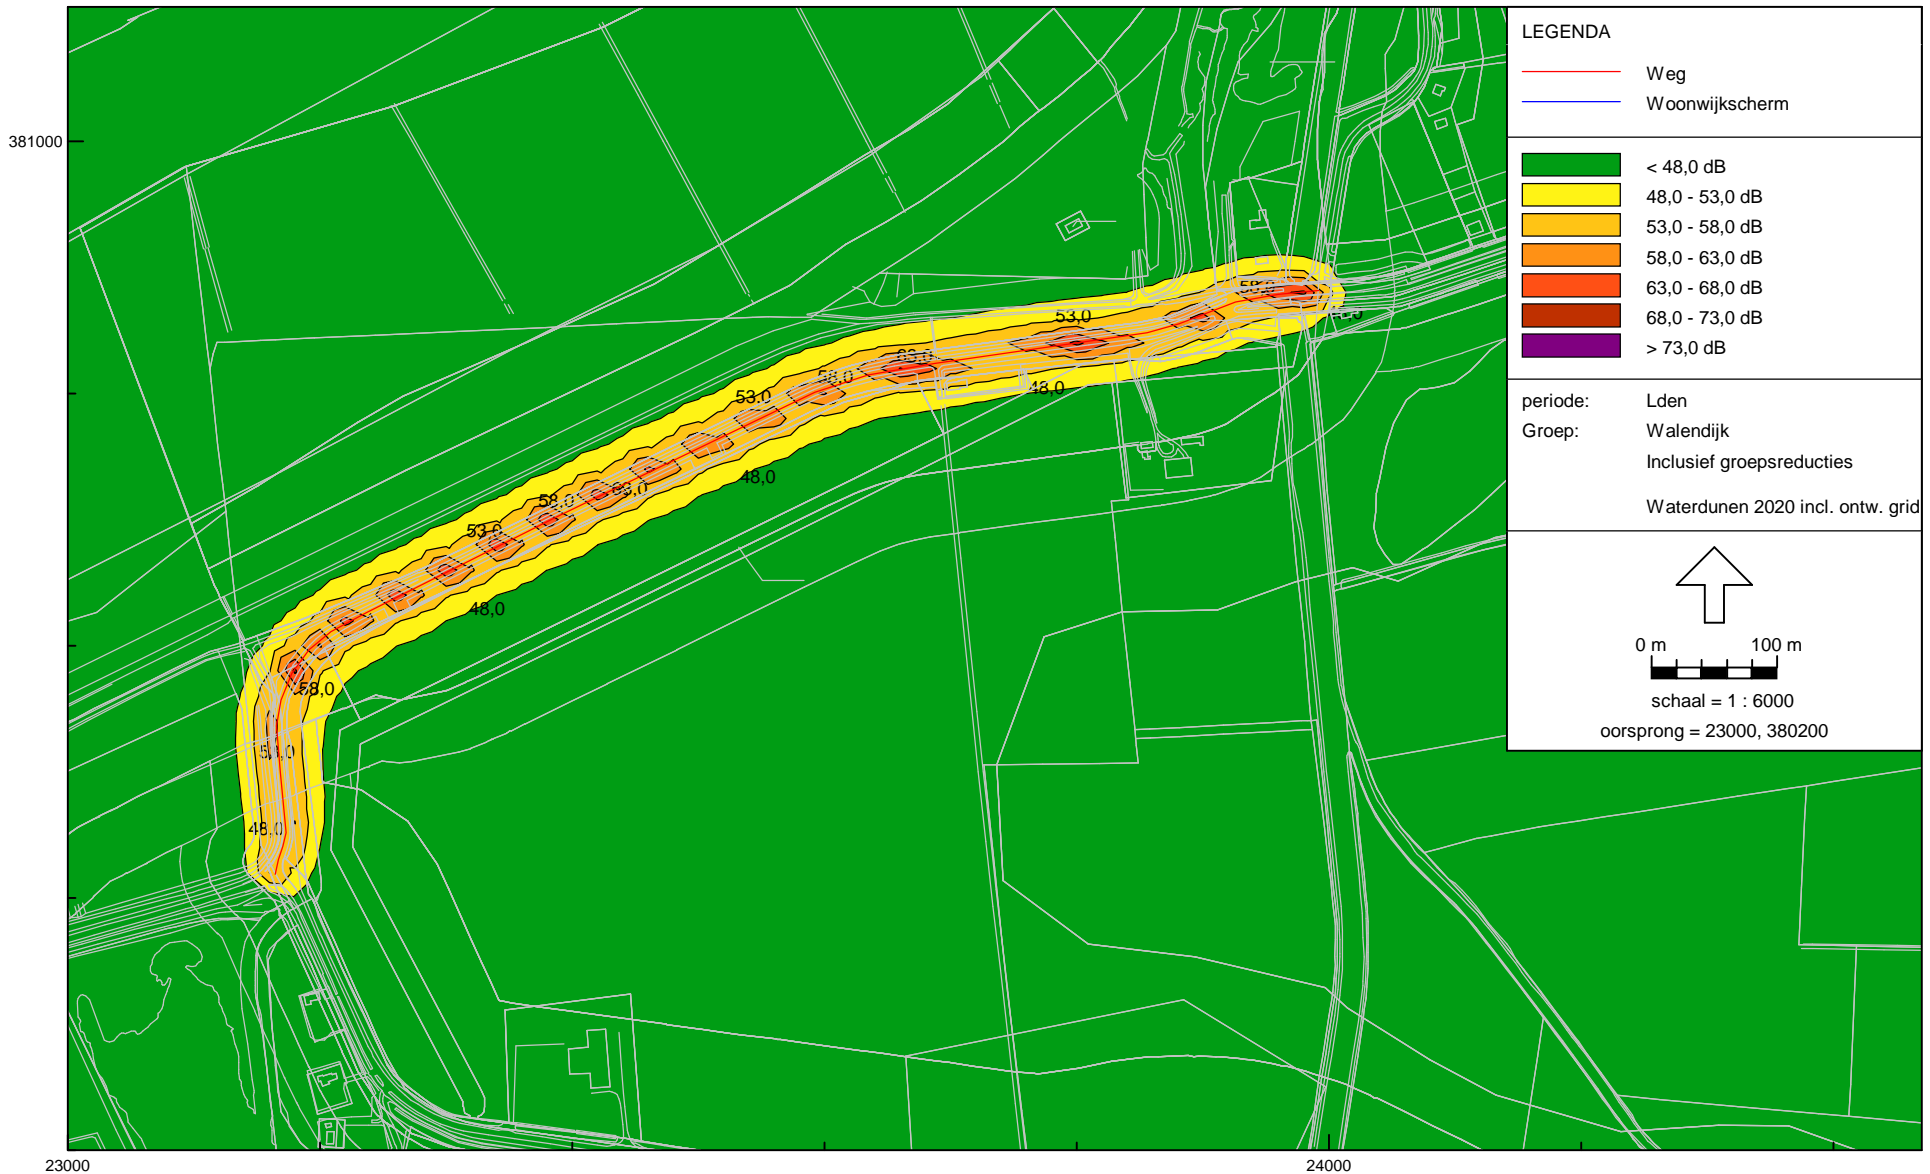 LEGENDA
Weg
Woonwijkscherm
< 48,0 dB
48,0 - 53,0 dB
53,0 - 58,0 dB
58,0 - 63,0 dB
63,0 - 68,0 dB
68,0 - 73,0 dB
> 73,0 dB
periode: Lden
Groep: Walendijk
Inclusief groepsreducties
Waterdunen 2020 incl. ontw. grid
0 m 100 m
schaal = 1 : 6000
oorsprong = 23000, 380200
381000
58,0
53,0
63,0
58,0
48,0
53,0
48,0
63,0
58,0
53,0
48,0
58,0
53,0
48,0
23000
24000